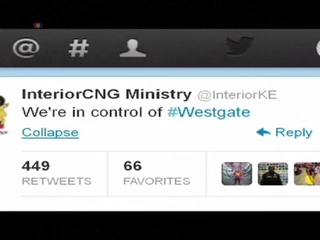 @ #
InteriorCNG Ministry @InteriorKE
We're in control of #Westgate
Collapse Reply
449 66
RETWEETS FAVORITES